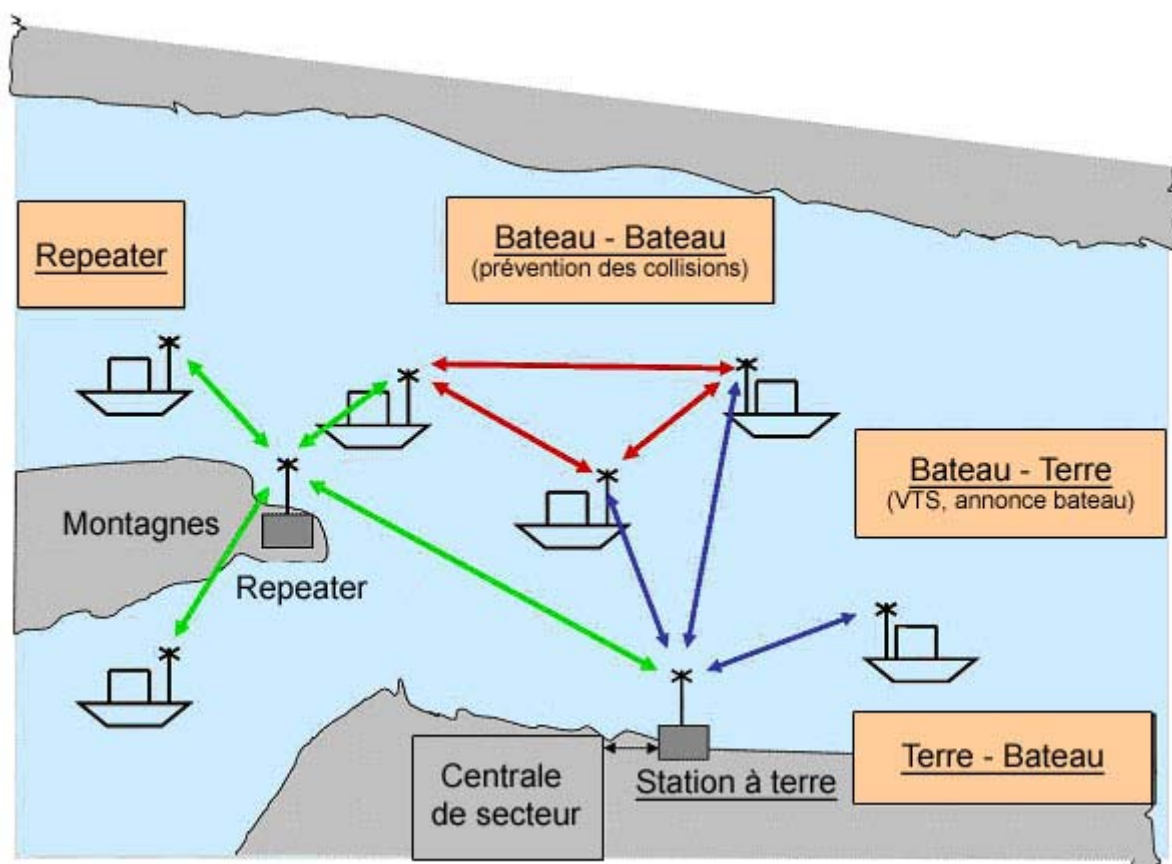 Repeater
Bateau - Bateau
(prévention des collisions)
Bateau - Terre
(VTS, annonce bateau)
Montagnes
Repeater
Centrale
de secteur
Station à terre
Terre - Bateau